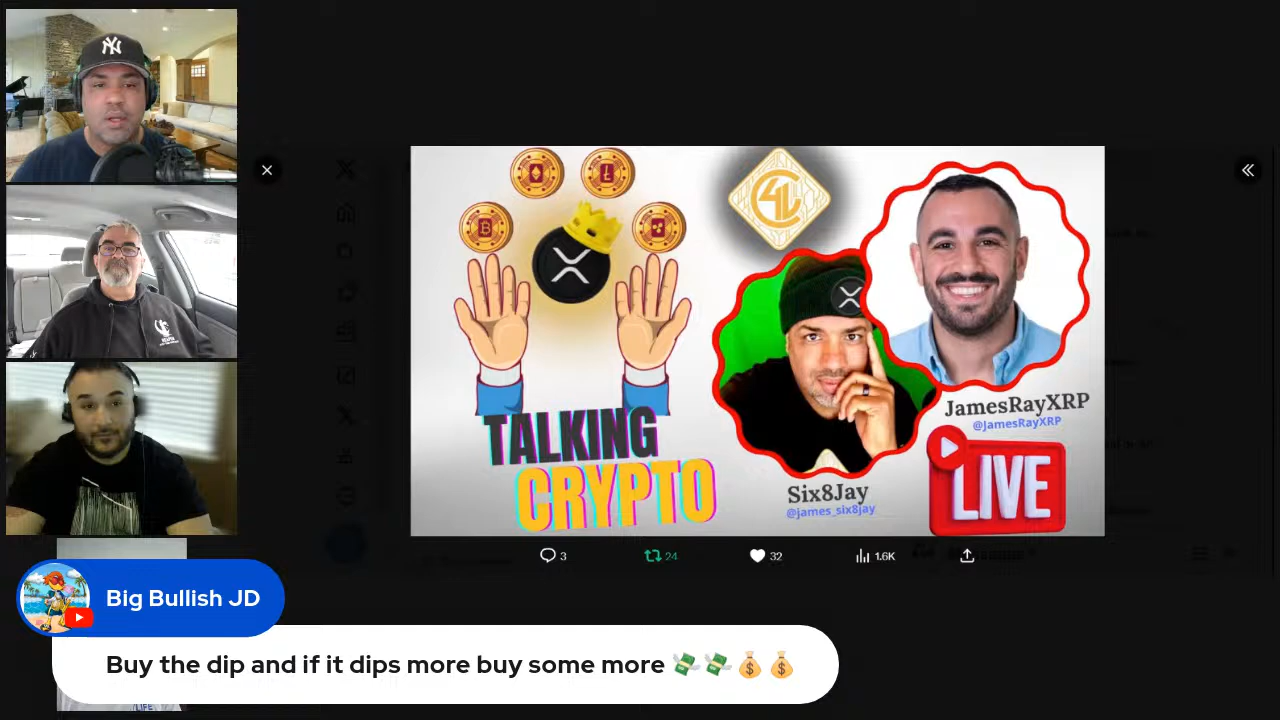 TALKING
CRYPTO
Six8Jay
@james_six8jay
JamesRayXRP
@JamesRayXRP
LIVE
3
24
32
1.6K
Big Bullish JD
Buy the dip and if it dips more buy some more 💸💸💰💰
LIFE